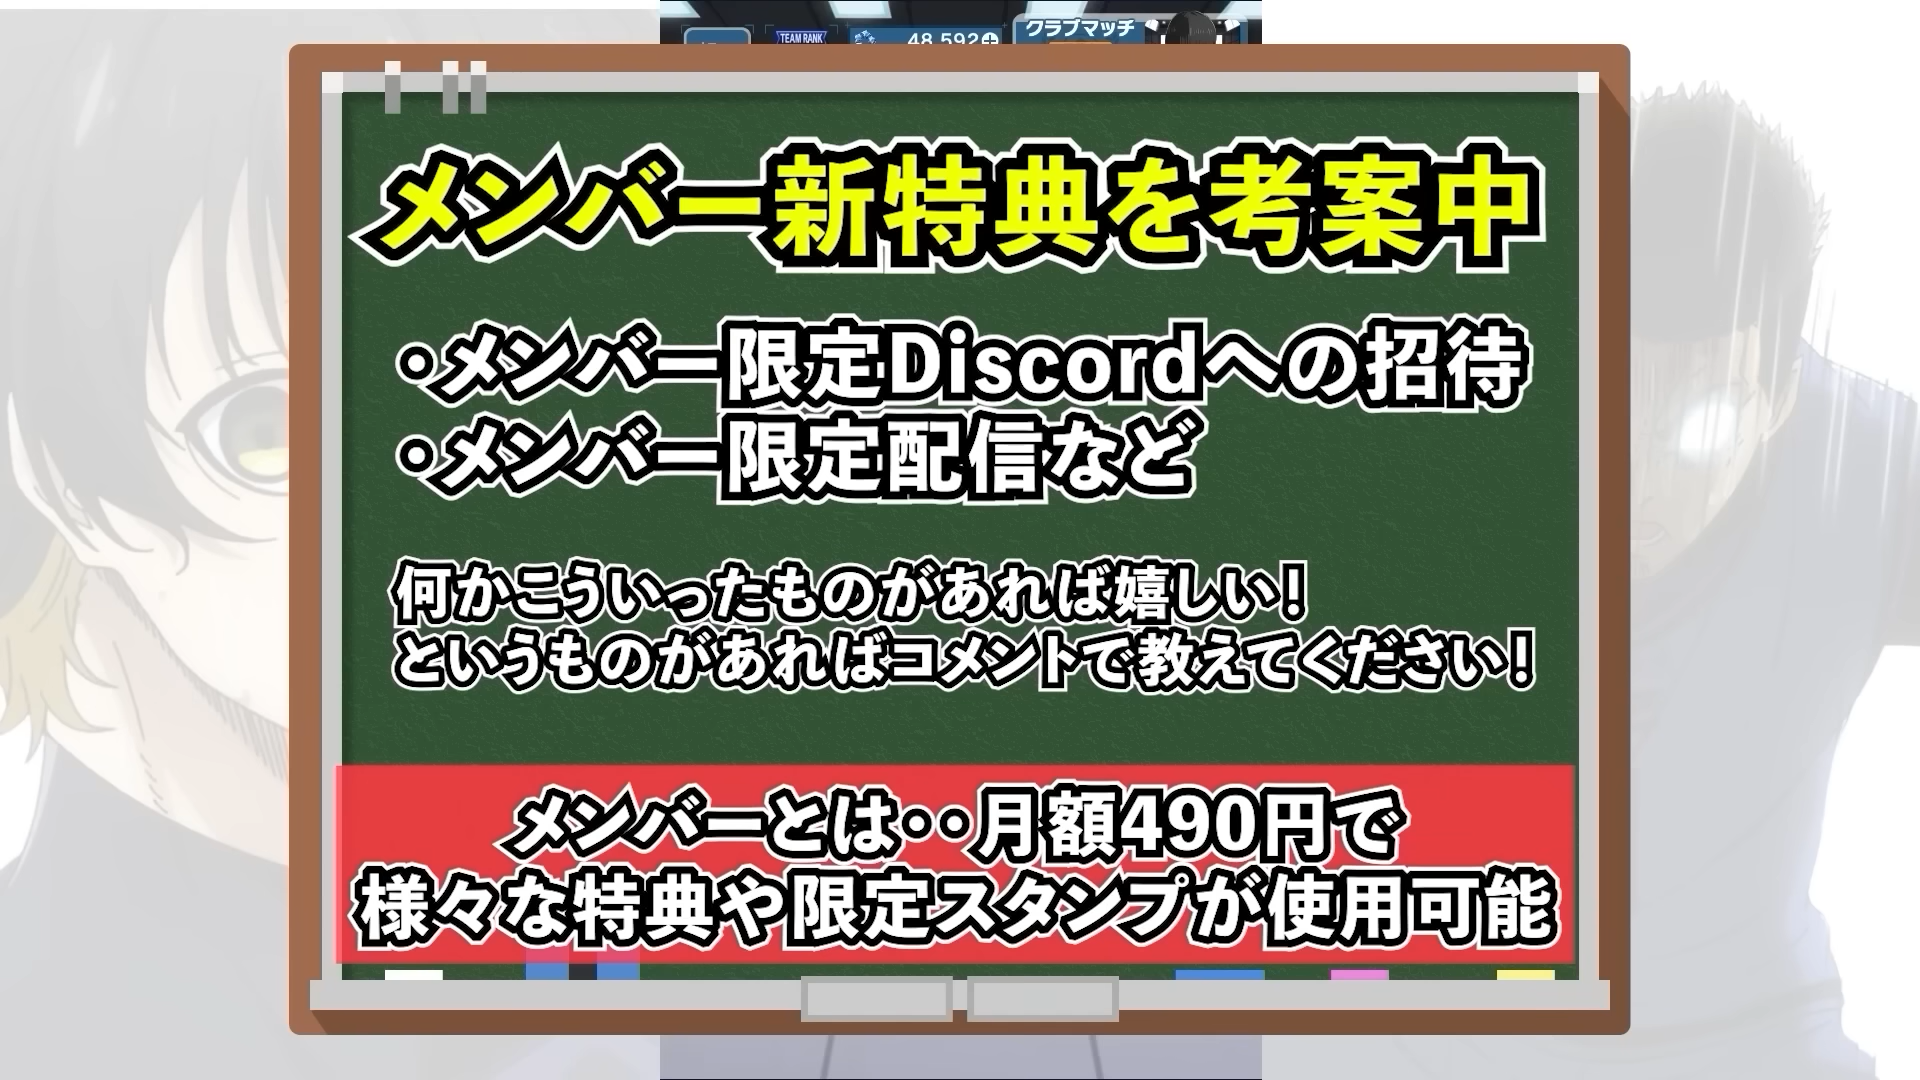 TEAM RANK
48,592
クラブマッチ
メンバー新特典を考案中
・メンバー限定Discordへの招待
・メンバー限定配信など
何かこういったものがあれば嬉しい！
というものがあればコメントで教えてください！
メンバーとは・・月額490円で
様々な特典や限定スタンプが使用可能